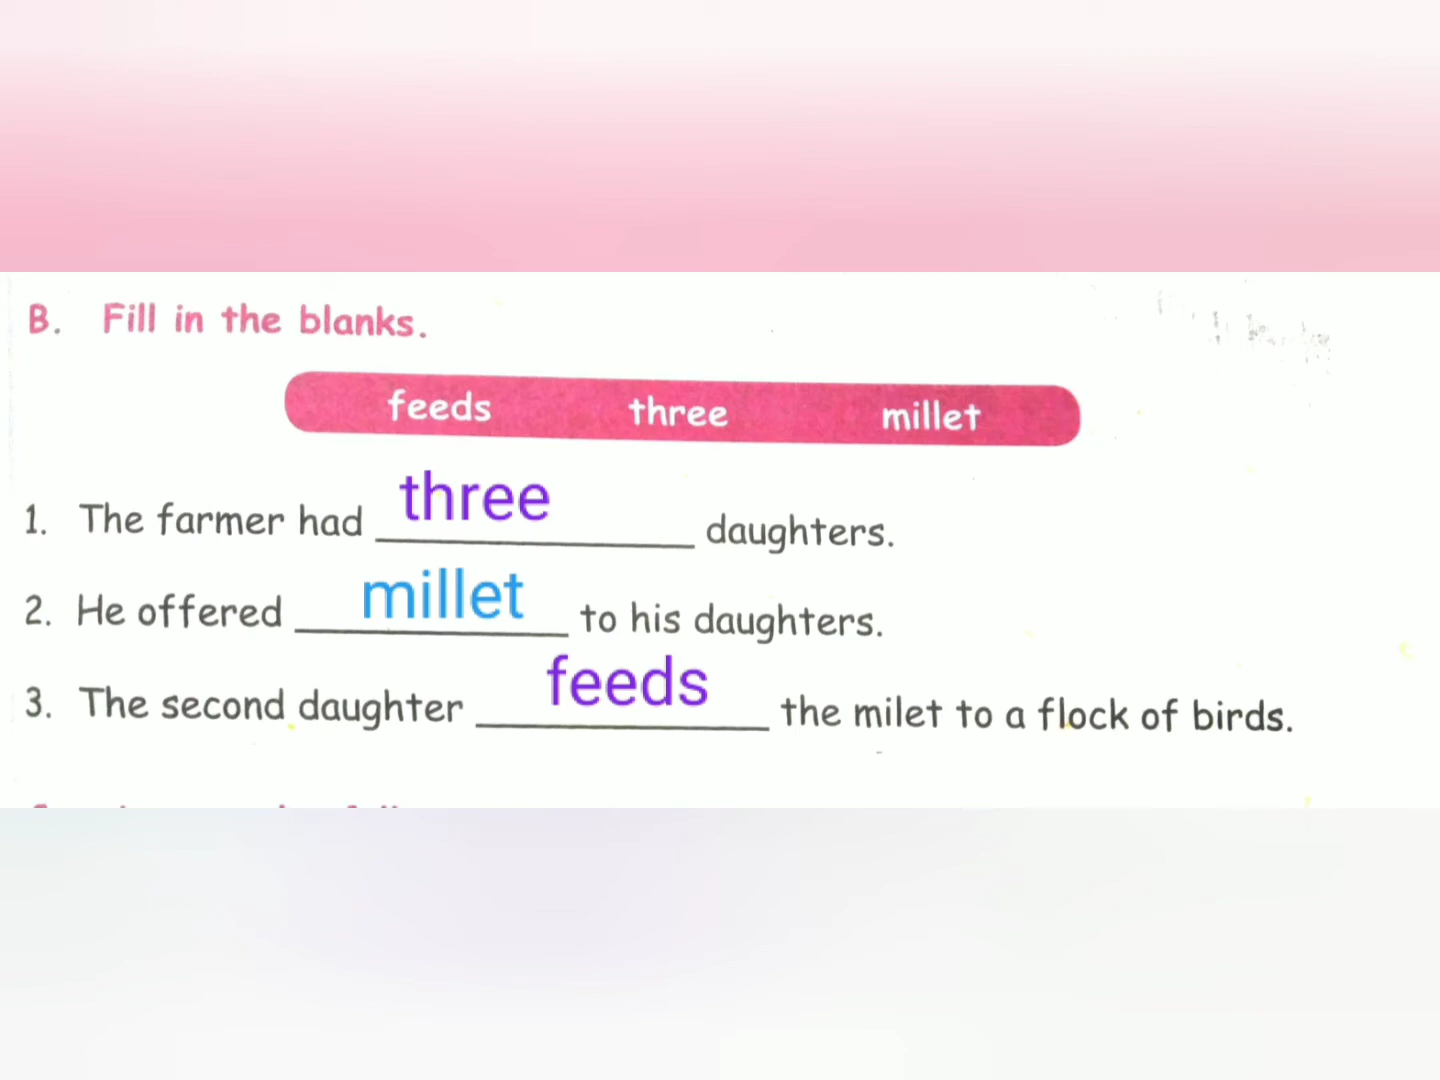 B. Fill in the blanks.
feeds three millet
1. The farmer had three daughters.
2. He offered millet to his daughters.
3. The second daughter feeds the milet to a flock of birds.